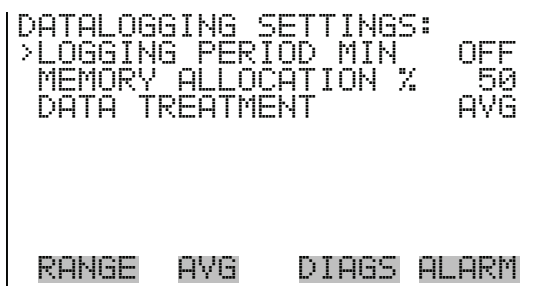 DATALOGGING SETTINGS:
>LOGGING PERIOD MIN OFF
MEMORY ALLOCATION % 50
DATA TREATMENT AVG
RANGE AVG DIAGS ALARM